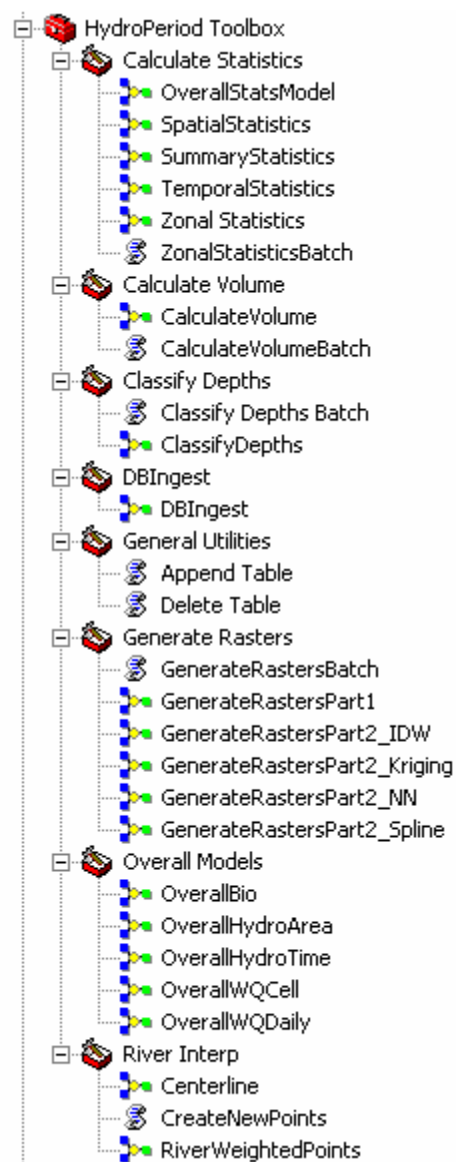 HydroPeriod Toolbox
Calculate Statistics
OverallStatsModel
SpatialStatistics
SummaryStatistics
TemporalStatistics
Zonal Statistics
ZonalStatisticsBatch
Calculate Volume
CalculateVolume
CalculateVolumeBatch
Classify Depths
Classify Depths Batch
ClassifyDepths
DBIngest
DBIngest
General Utilities
Append Table
Delete Table
Generate Rasters
GenerateRastersBatch
GenerateRastersPart1
GenerateRastersPart2_IDW
GenerateRastersPart2_Kriging
GenerateRastersPart2_NN
GenerateRastersPart2_Spline
Overall Models
OverallBio
OverallHydroArea
OverallHydroTime
OverallWQCell
OverallWQDaily
River Interp
Centerline
CreateNewPoints
RiverWeightedPoints